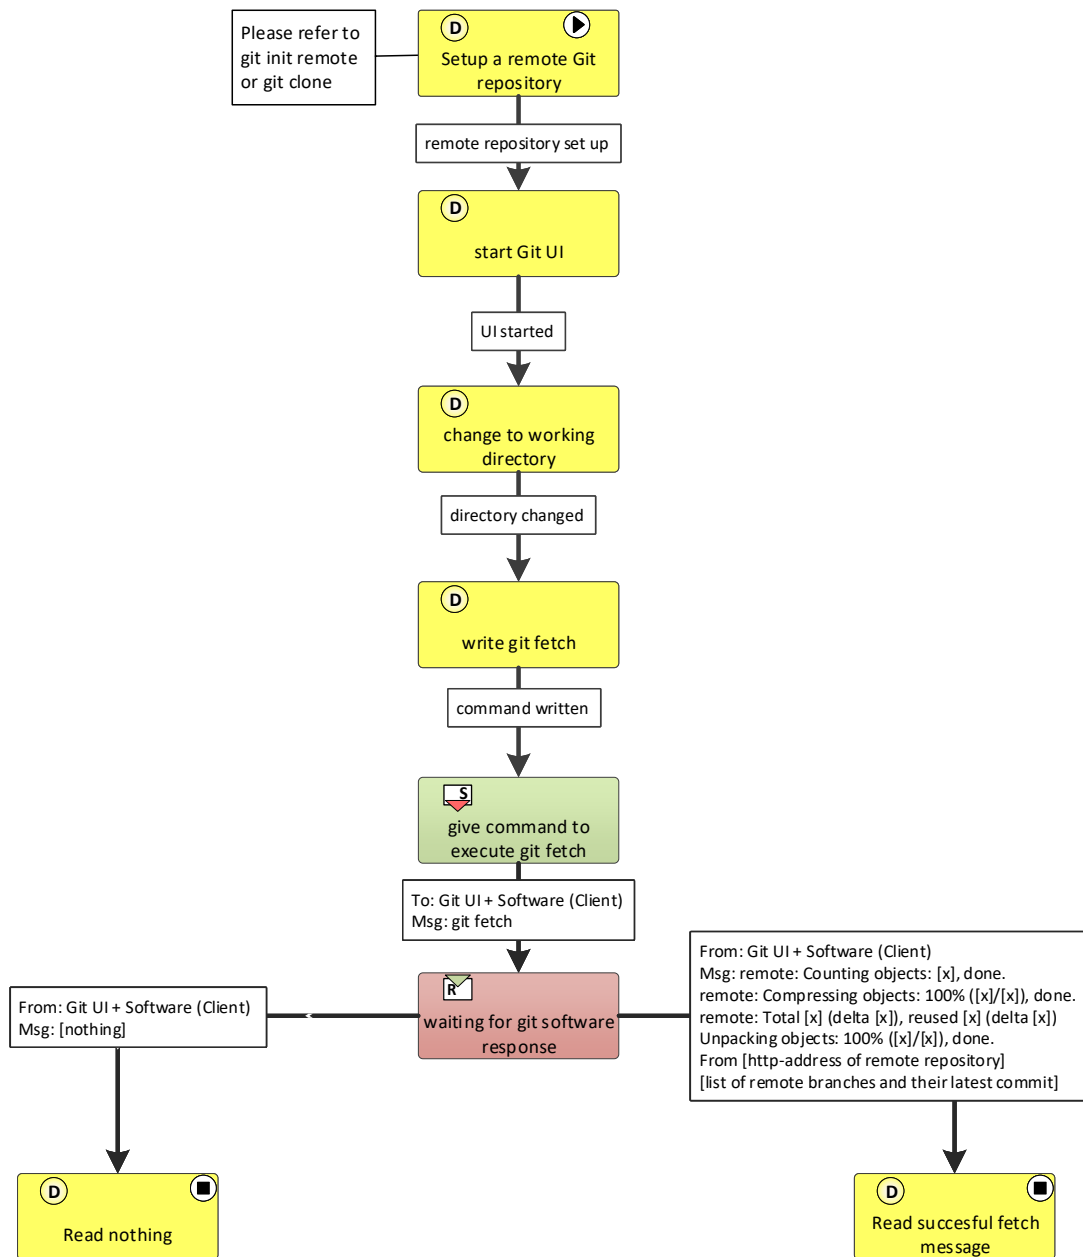 Please refer to
git init remote
or git clone
D
Setup a remote Git
repository
remote repository set up
D
start Git UI
UI started
D
change to working
directory
directory changed
D
write git fetch
command written
S
give command to
execute git fetch
To: Git UI + Software (Client)
Msg: git fetch
R
waiting for git software
response
From: Git UI + Software (Client)
Msg: [nothing]
From: Git UI + Software (Client)
Msg: remote: Counting objects: [x], done.
remote: Compressing objects: 100% ([x]/[x]), done.
remote: Total [x] (delta [x]), reused [x] (delta [x])
Unpacking objects: 100% ([x]/[x]), done.
From [http-address of remote repository]
[list of remote branches and their latest commit]
D
Read nothing
D
Read succesful fetch
message